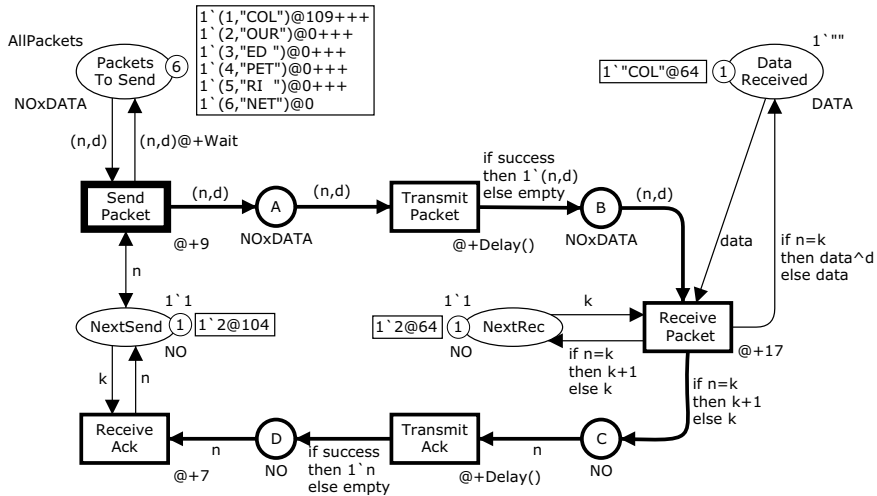 AllPackets
Packets
To Send
6
1`(1,"COL")@109+++
1`(2,"OUR")@0+++
1`(3,"ED ")@0+++
1`(4,"PET")@0+++
1`(5,"RI  ")@0+++
1`(6,"NET")@0
NOxDATA
1`""
1`"COL"@64
1
Data
Received
DATA
(n,d)
(n,d)@+Wait
Send
Packet
@+9
(n,d)
A
NOxDATA
(n,d)
Transmit
Packet
@+Delay()
if success
then 1`(n,d)
else empty
B
NOxDATA
(n,d)
data
if n=k
then data^d
else data
n
1`1
NextSend
1
1`2@104
NO
1`1
1`2@64
1
NextRec
NO
k
if n=k
then k+1
else k
Receive
Packet
@+17
if n=k
then k+1
else k
k
n
Receive
Ack
@+7
n
D
NO
if success
then 1`n
else empty
Transmit
Ack
@+Delay()
n
C
NO